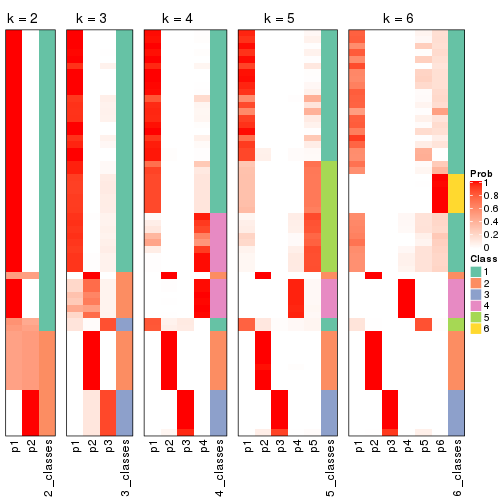 k = 2
k = 3
k = 4
k = 5
k = 6
p1
p2
2_classes
p1
p2
p3
3_classes
p1
p2
p3
p4
4_classes
p1
p2
p3
p4
p5
5_classes
p1
p2
p3
p4
p5
p6
6_classes
Prob
1
0.8
0.6
0.4
0.2
0
Class
1
2
3
4
5
6